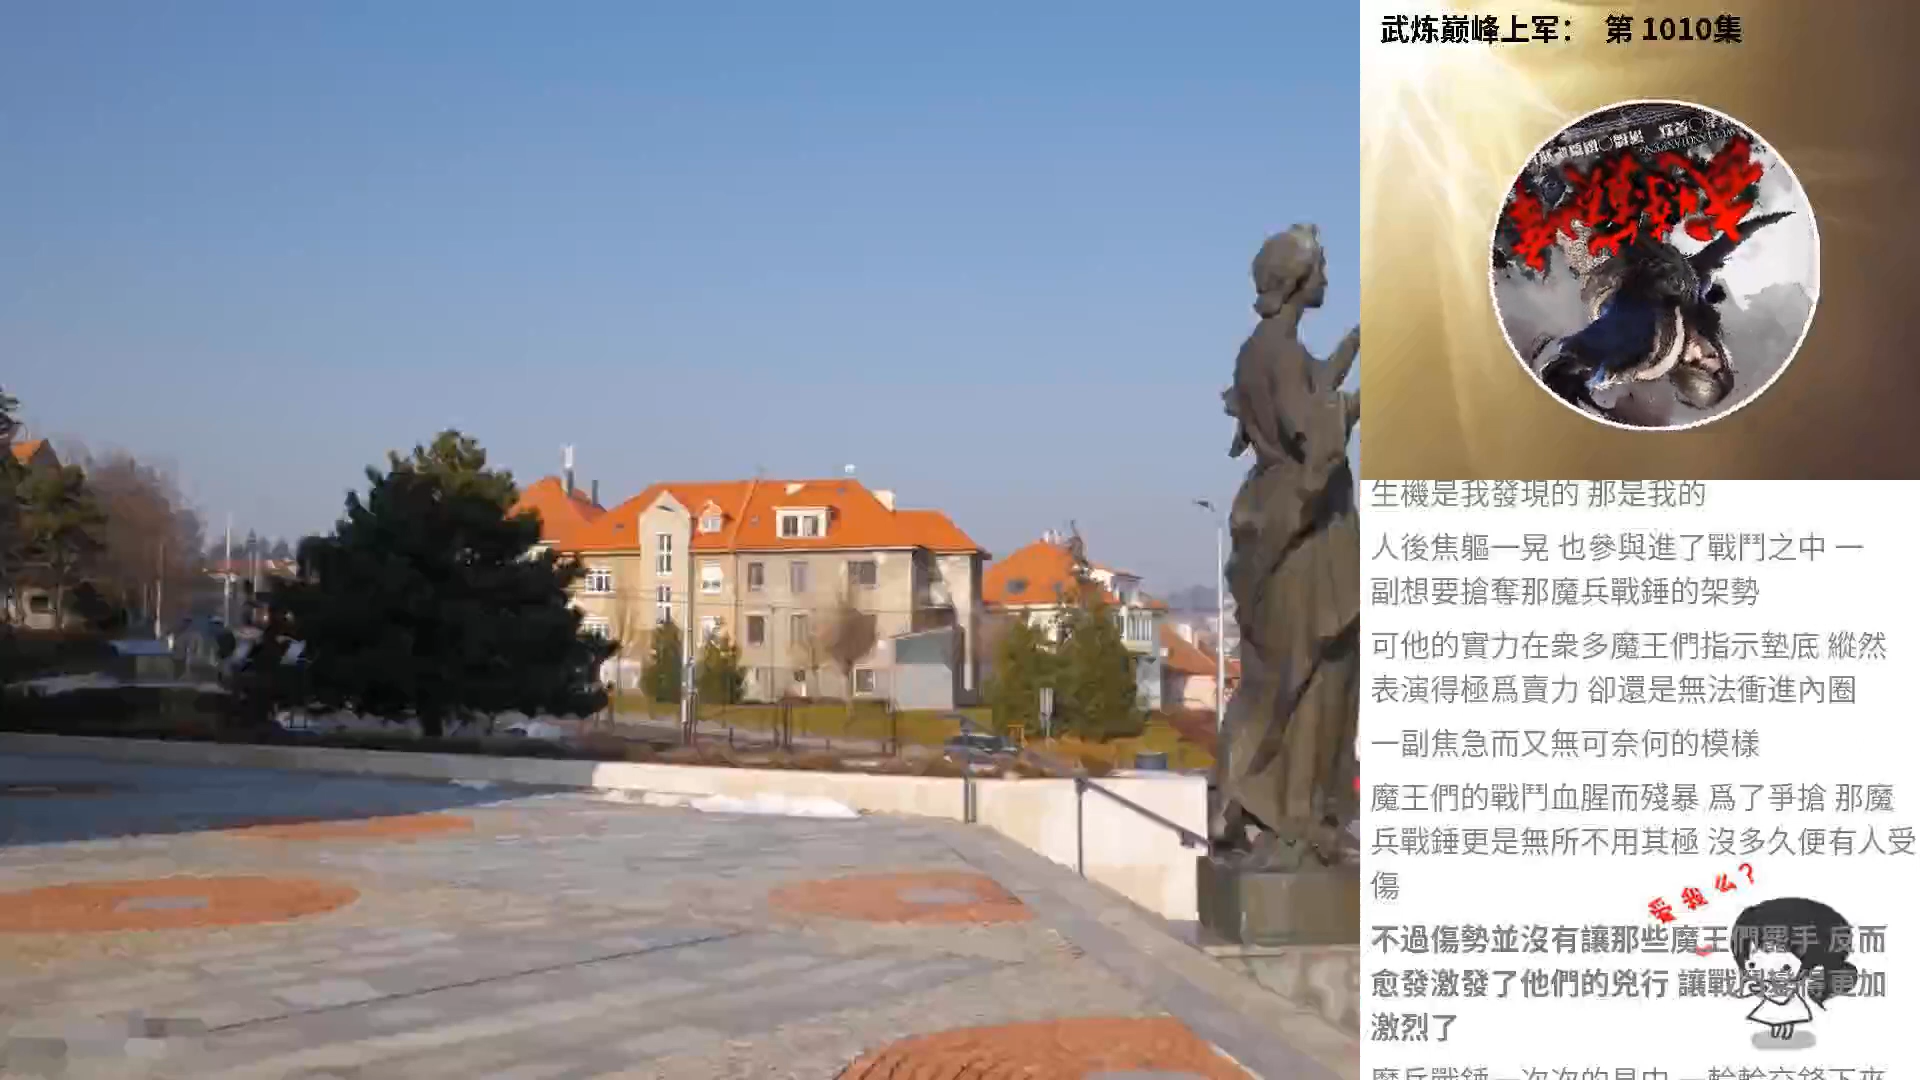 武炼巅峰上军： 第 1010集
生機是我發現的 那是我的
人後焦軀一晃 也參與進了戰鬥之中 一
副想要搶奪那魔兵戰錘的架勢
可他的實力在衆多魔王們指示墊底 縱然
表演得極爲賣力 卻還是無法衝進內圈
一副焦急而又無可奈何的模樣
魔王們的戰鬥血腥而殘暴 爲了爭搶 那魔
兵戰錘更是無所不用其極 沒多久便有人受
傷
爱我么?
不過傷勢並沒有讓那些魔王們罷手 反而
愈發激發了他們的兇行 讓戰鬥變得更加
激烈了